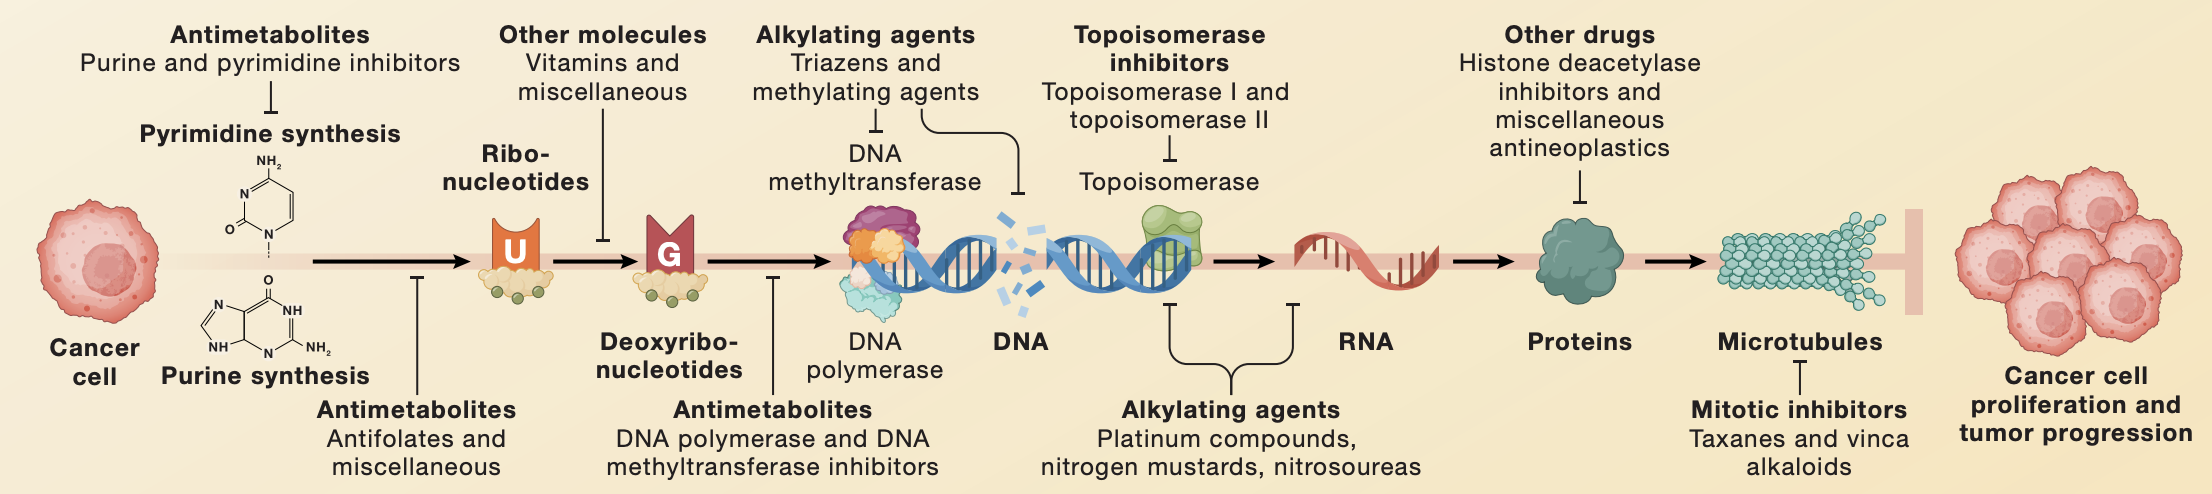 Antimetabolites
Purine and pyrimidine inhibitors
Pyrimidine synthesis
NH₂
N
O
N
O
N
NH
NH
N
NH₂
Purine synthesis
Cancer
cell
Antimetabolites
Antifolates and
miscellaneous
Ribo-
nucleotides
U
Other molecules
Vitamins and
miscellaneous
G
Deoxyribo-
nucleotides
Antimetabolites
DNA polymerase and DNA
methyltransferase inhibitors
Alkylating agents
Triazens and
methylating agents
DNA
methyltransferase
DNA
polymerase
DNA
Topoisomerase
inhibitors
Topoisomerase I and
topoisomerase II
Topoisomerase
Alkylating agents
Platinum compounds,
nitrogen mustards, nitrosoureas
RNA
Other drugs
Histone deacetylase
inhibitors and
miscellaneous
antineoplastics
Proteins
Microtubules
Mitotic inhibitors
Taxanes and vinca
alkaloids
Cancer cell
proliferation and
tumor progression